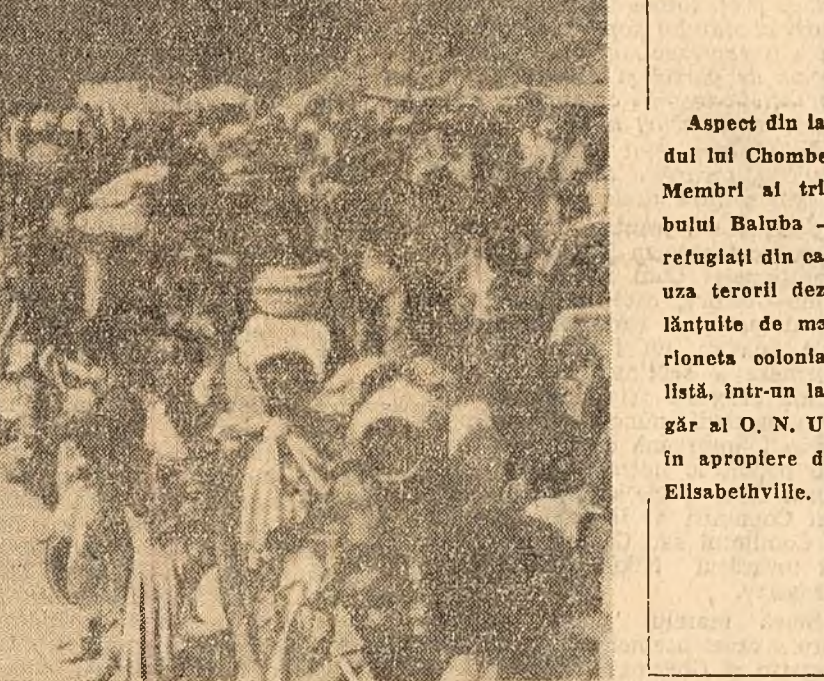 Aspect din ia
dul lui Chombe
Membri ai tri
bului Baluba –
refugiați din ca
uza terorii dez
lănțuite de ma
rioneta colonia
listă, într-un la
găr al O. N. U
în apropiere d
Elisabethville.